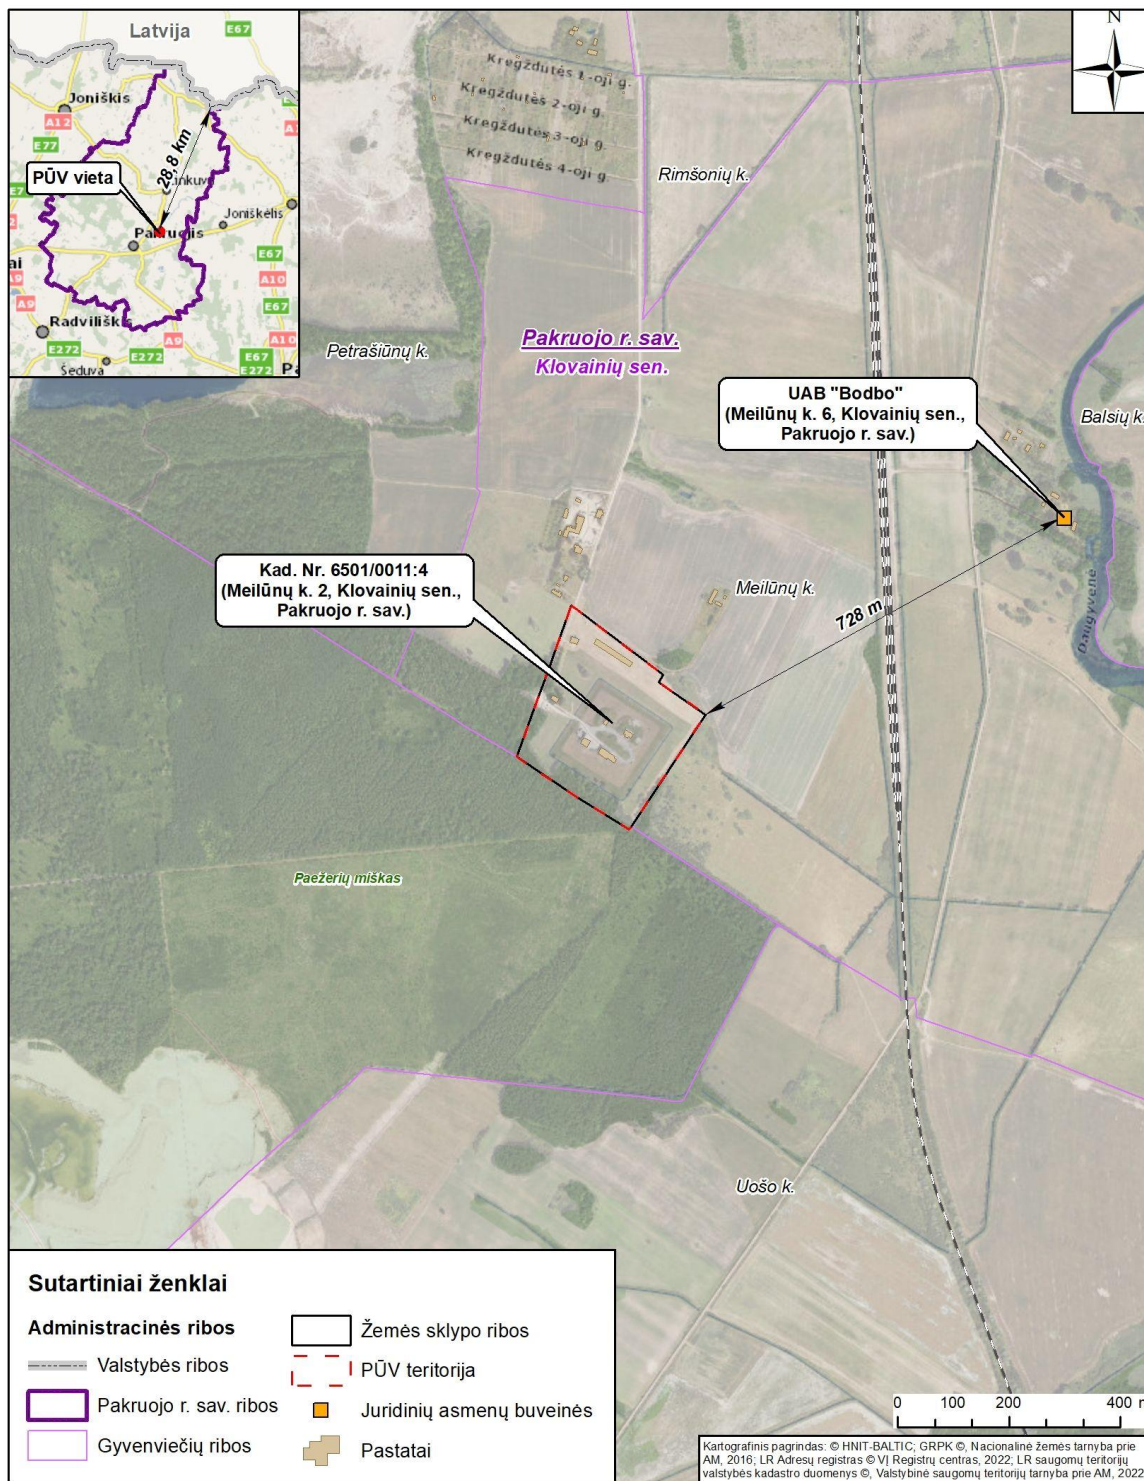 Latvija
E67
Joniškis
A12
E77
28,8 km
PŪV vieta
Joniškėlis
Pakruojis
ai
A9
A10
E67
A9
Radviliškis
E272
E272
A9
E67
E272
A10
Šeduva
N
Kregždutės 1-oji g.
Kregždutės 2-oji g.
Kregždutės 3-oji g.
Kregždutės 4-oji g.
Rimšonių k.
Pakruojo r. sav.
Klovainių sen.
Petrašiūnų k.
UAB "Bodbo"
(Meilūnų k. 6, Klovainių sen.,
Pakruojo r. sav.)
Balsių k.
Kad. Nr. 6501/0011:4
(Meilūnų k. 2, Klovainių sen.,
Pakruojo r. sav.)
Meilūnų k.
728 m
Daugyvenė
Paežerių miškas
Uošo k.
Sutartiniai ženklai
Administracinės ribos
Valstybės ribos
Pakruojo r. sav. ribos
Gyvenviečių ribos
Žemės sklypo ribos
PŪV teritorija
Juridinių asmenų buveinės
Pastatai
0 100 200 400 m
Kartografinis pagrindas: © HNIT-BALTIC; GRPK ©, Nacionalinė žemės tarnyba prie
AM, 2016; LR Adresų registras © VĮ Registrų centras, 2022; LR saugomų teritorijų
valstybės kadastro duomenys ©, Valstybinė saugomų teritorijų tarnyba prie AM, 2022